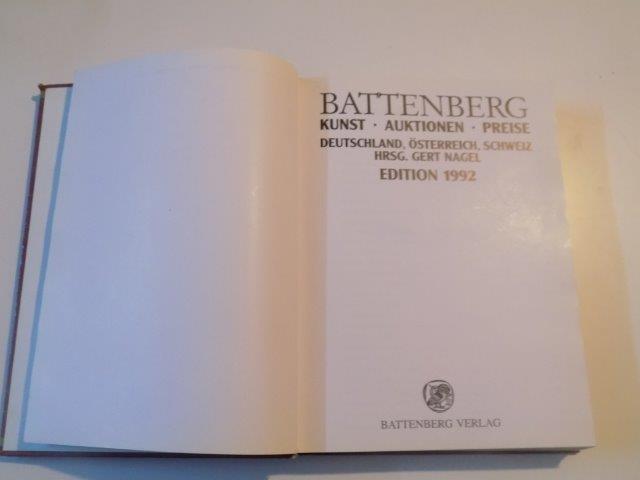 BATTENBERG
KUNST · AUKTIONEN · PREISE
DEUTSCHLAND, ÖSTERREICH, SCHWEIZ
HRSG. GERT NAGEL
EDITION 1992
BATTENBERG VERLAG